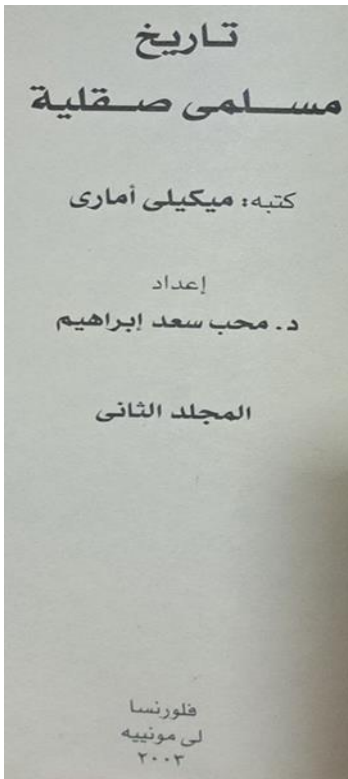 تاريخ
مسلمى صقلية
كتبه: ميكيلى أمارى
إعداد
د. محب سعد إبراهيم
المجلد الثانى
فلورنسا
لى مونييه
٢٠٠٣